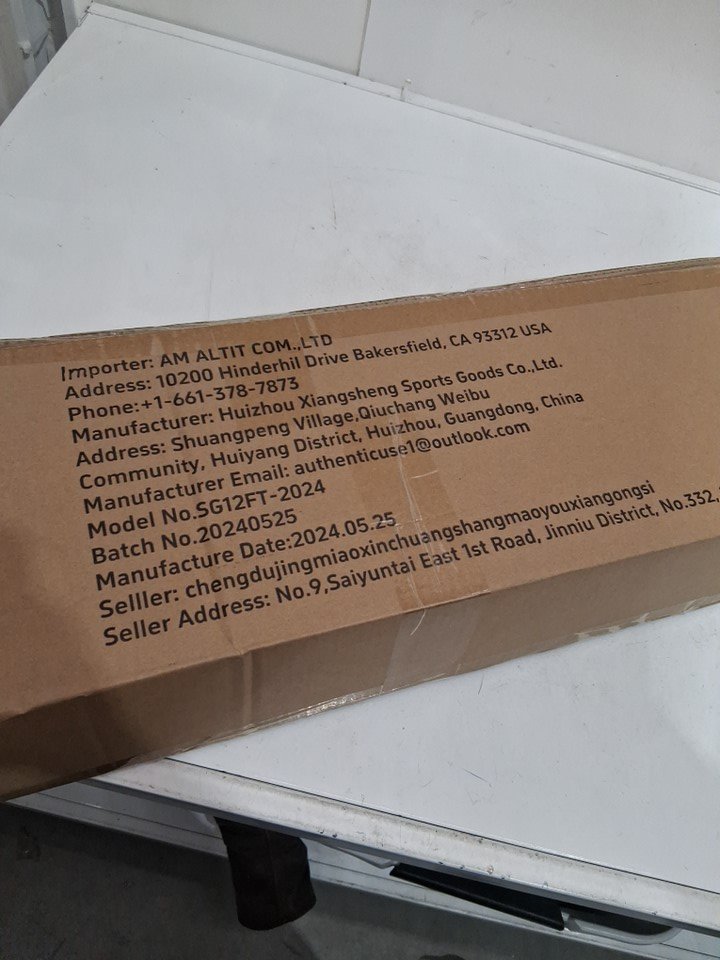 Importer: AM ALTIT COM.,LTD
Address: 10200 Hinderhil Drive Bakersfield, CA 93312 USA
Phone:+1-661-378-7873
Manufacturer: Huizhou Xiangsheng Sports Goods Co.,Ltd.
Address: Shuangpeng Village,Qiuchang Weibu
Community, Huiyang District, Huizhou, Guangdong, China
Manufacturer Email: authenticuse1@outlook.com
Model No.SG12FT-2024
Batch No.20240525
Manufacture Date:2024.05.25
Selller: chengdujingmiaoxinchuangshangmaoyouxiangongsi
Seller Address: No.9,Saiyuntai East 1st Road, Jinniu District, No.332,